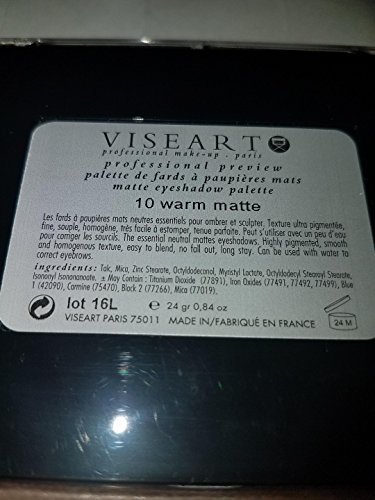 VISEART
professional make-up . paris
professional preview
palette de fards à paupières mats
matte eyeshadow palette
10 warm matte
Les fards à paupières mats neutres essentiels pour ombrer et sculpter. Texture ultra pigmentée,
fine, souple, homogène, très facile à estomper, tenue parfaite. Peut s'utiliser avec un peu d'eau
pour corriger les sourcils. The essential neutral mattes eyeshadows. Highly pigmented, smooth
and homogenous texture, easy to blend, no fall out, long stay. Can be used with water to
correct eyebrows.
ingredients: Talc, Mica, Zinc Stearate, Octyldodecanol, Myristyl Lactate, Octyldodecyl Stearoyl Stearate,
Isononyl Isononanoate. ± May Contain : Titanium Dioxide (77891), Iron Oxides (77491, 77492, 77499), Blue
1 (42090), Carmine (75470), Black 2 (77266), Mica (77019).
lot 16L
e 24 gr 0,84 oz
24 M
VISEART PARIS 75011 MADE IN/FABRIQUÉ EN FRANCE